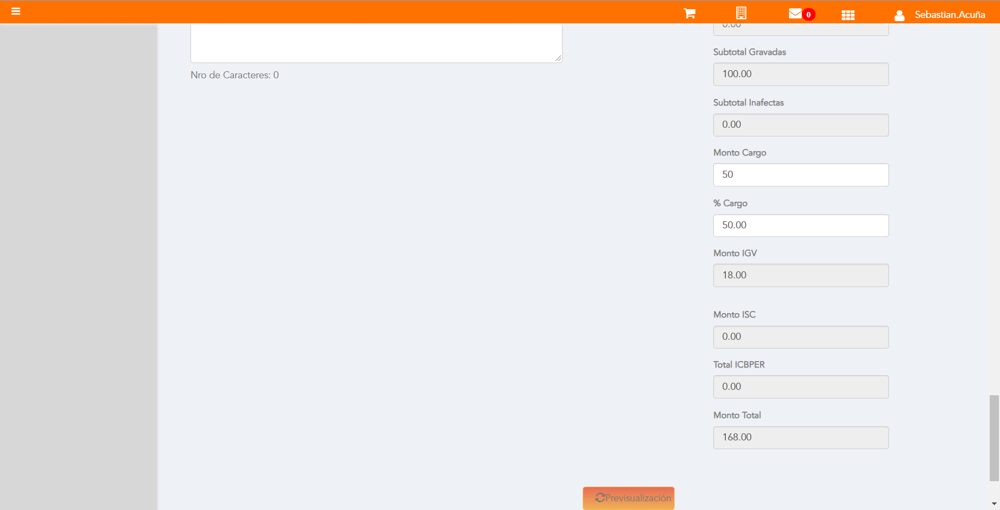 0
Sebastian.Acuña
0.00
Subtotal Gravadas
100.00
Nro de Caracteres: 0
Subtotal Inafectas
0.00
Monto Cargo
50
% Cargo
50.00
Monto IGV
18.00
Monto ISC
0.00
Total ICBPER
0.00
Monto Total
168.00
Previsualización